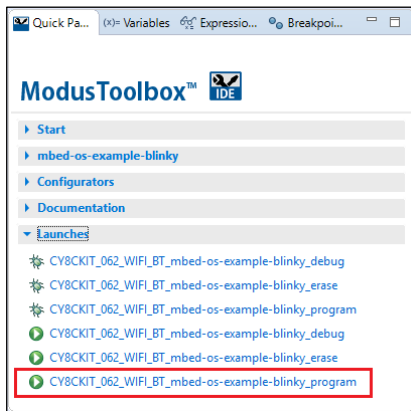 Quick Pa... (x)= Variables Expressio... Breakpoi...
ModusToolbox™ IDE
Start
mbed-os-example-blinky
Configurators
Documentation
Launches
CY8CKIT_062_WIFI_BT_mbed-os-example-blinky_debug
CY8CKIT_062_WIFI_BT_mbed-os-example-blinky_erase
CY8CKIT_062_WIFI_BT_mbed-os-example-blinky_program
CY8CKIT_062_WIFI_BT_mbed-os-example-blinky_debug
CY8CKIT_062_WIFI_BT_mbed-os-example-blinky_erase
CY8CKIT_062_WIFI_BT_mbed-os-example-blinky_program